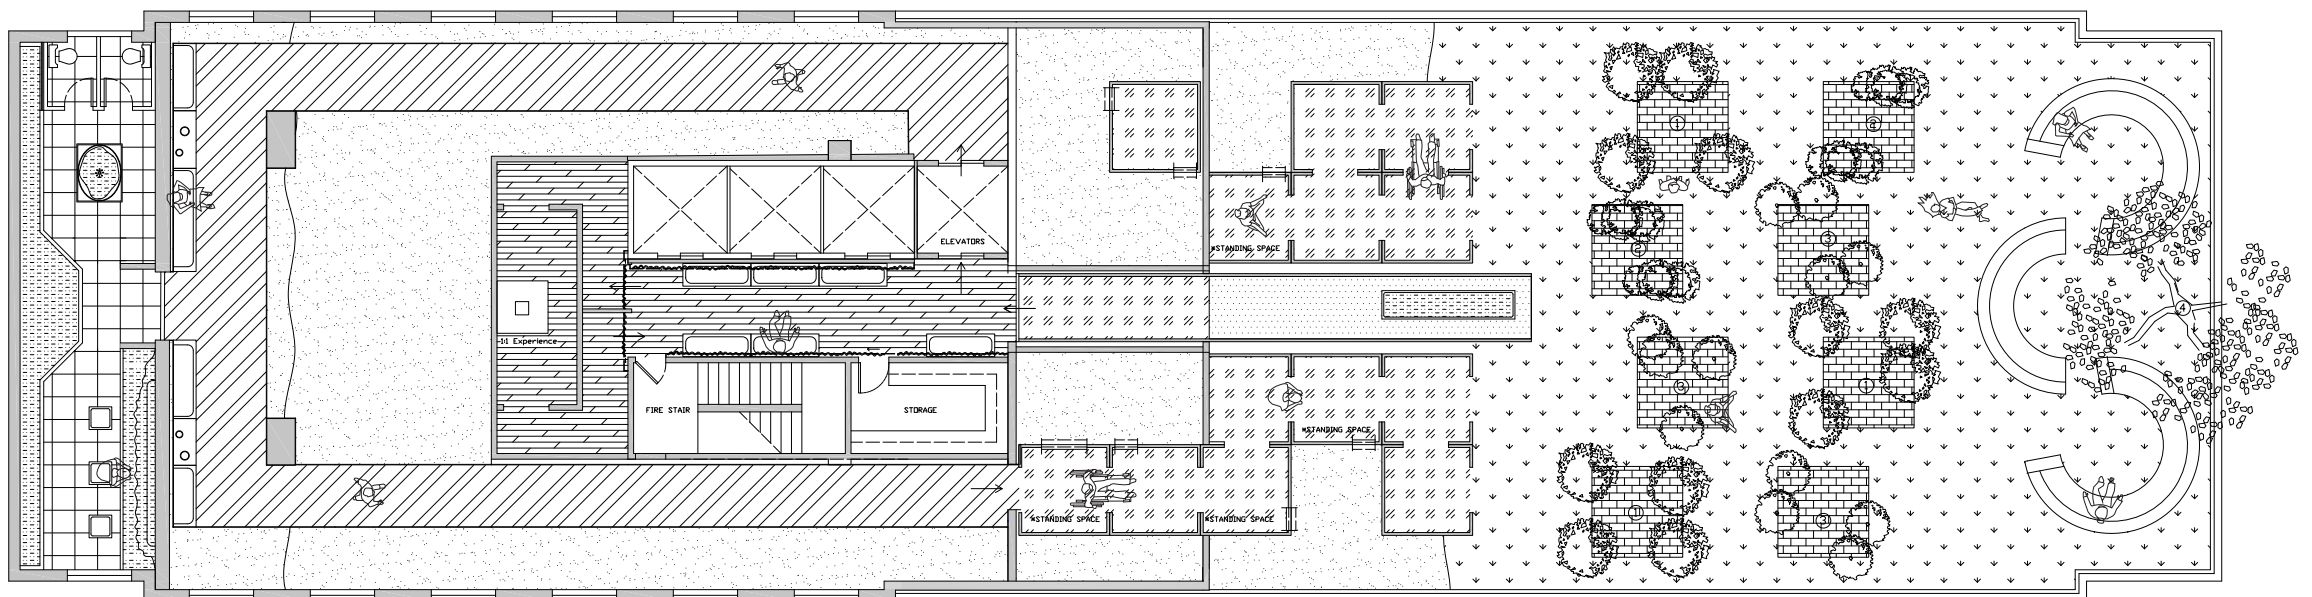 1
2
*STANDING SPACE
ELEVATORS
2
3
4
-1:1 Experience-
FIRE STAIR
STORAGE
*STANDING SPACE
1
*STANDING SPACE
*STANDING SPACE
1
3